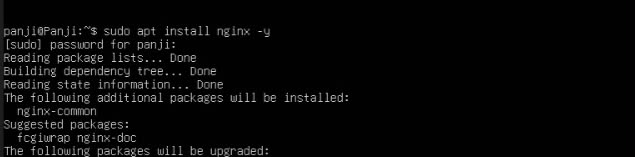 panji@Panji:~$ sudo apt install nginx -y
[sudo] password for panji:
Reading package lists... Done
Building dependency tree... Done
Reading state information... Done
The following additional packages will be installed:
  nginx-common
Suggested packages:
  fcgiwrap nginx-doc
The following packages will be upgraded: